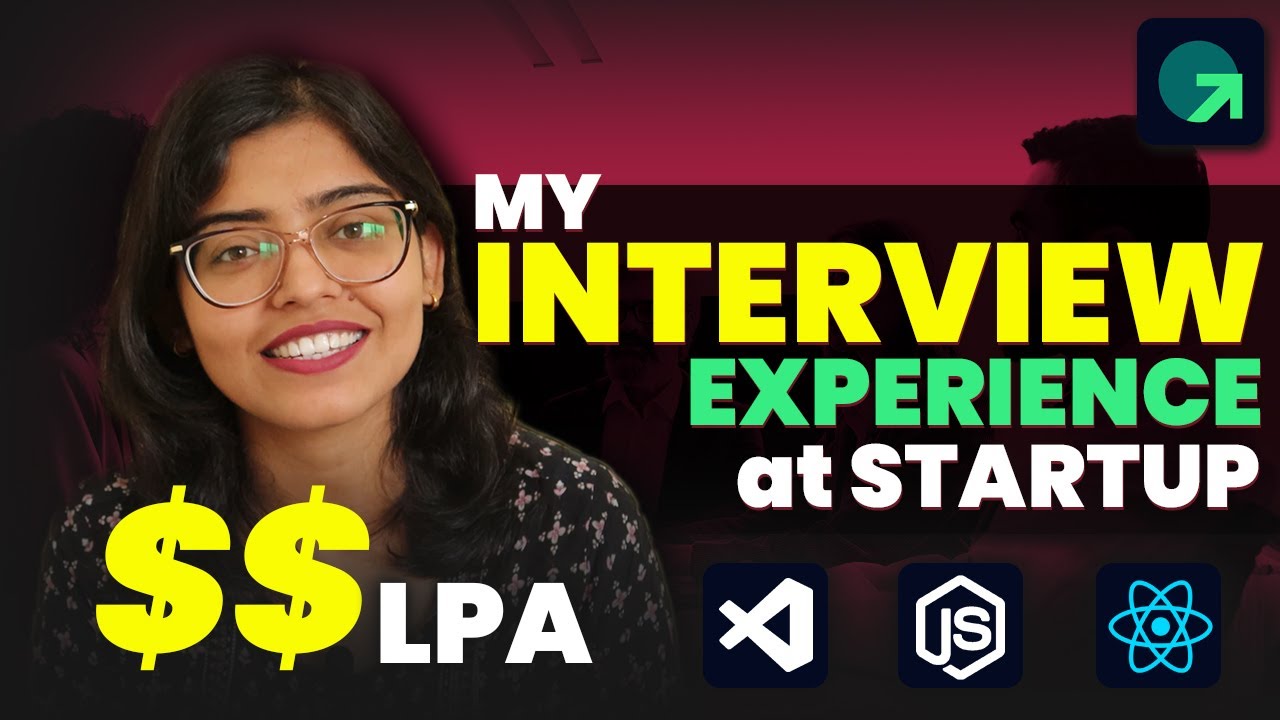 MY
INTERVIEW
EXPERIENCE
at STARTUP
$$ LPA
JS